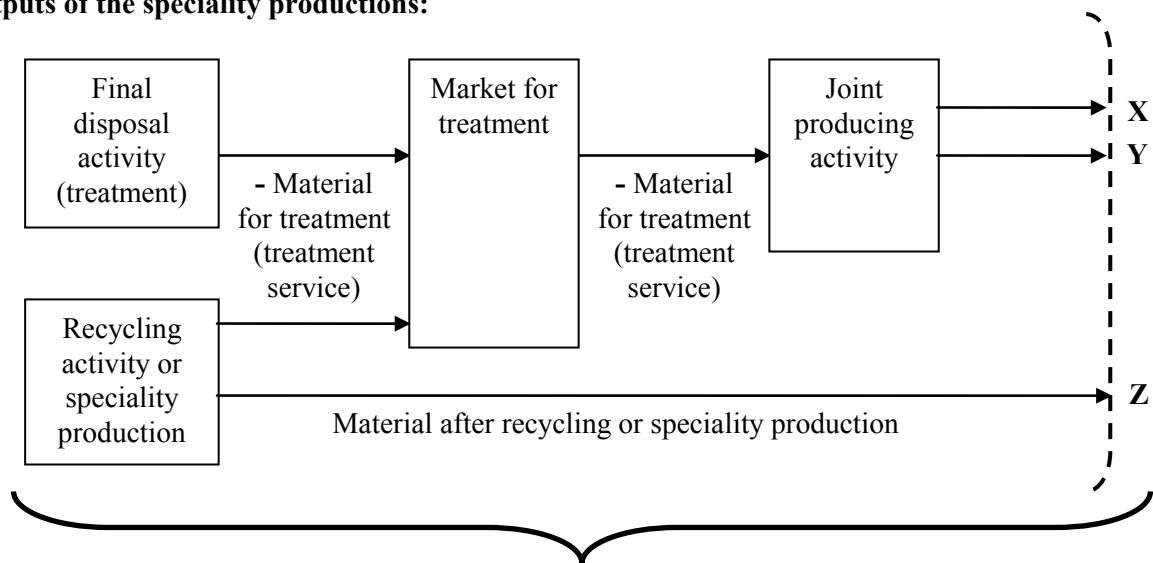 tputs of the speciality productions:
Final
disposal
activity
(treatment)
- Material
for treatment
(treatment
service)
Market for
treatment
- Material
for treatment
(treatment
service)
Joint
producing
activity
X
Y
Recycling
activity or
speciality
production
Material after recycling or speciality production
Z